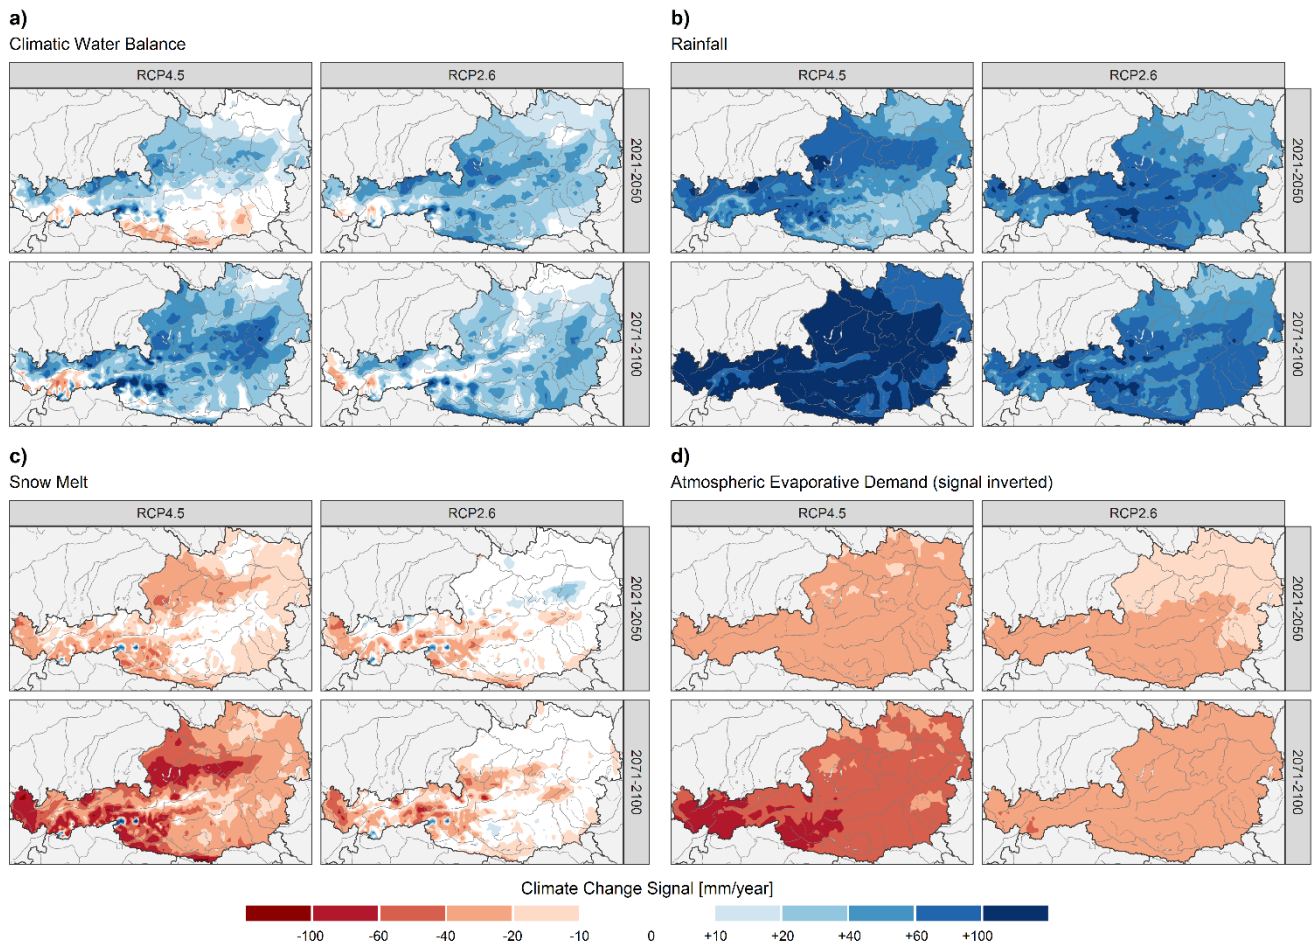 a)
Climatic Water Balance
RCP4.5
RCP2.6
2021-2050
2071-2100
b)
Rainfall
RCP4.5
RCP2.6
2021-2050
2071-2100
c)
Snow Melt
RCP4.5
RCP2.6
2021-2050
2071-2100
d)
Atmospheric Evaporative Demand (signal inverted)
RCP4.5
RCP2.6
2021-2050
2071-2100
Climate Change Signal [mm/year]
-100 -60 -40 -20 -10 0 +10 +20 +40 +60 +100